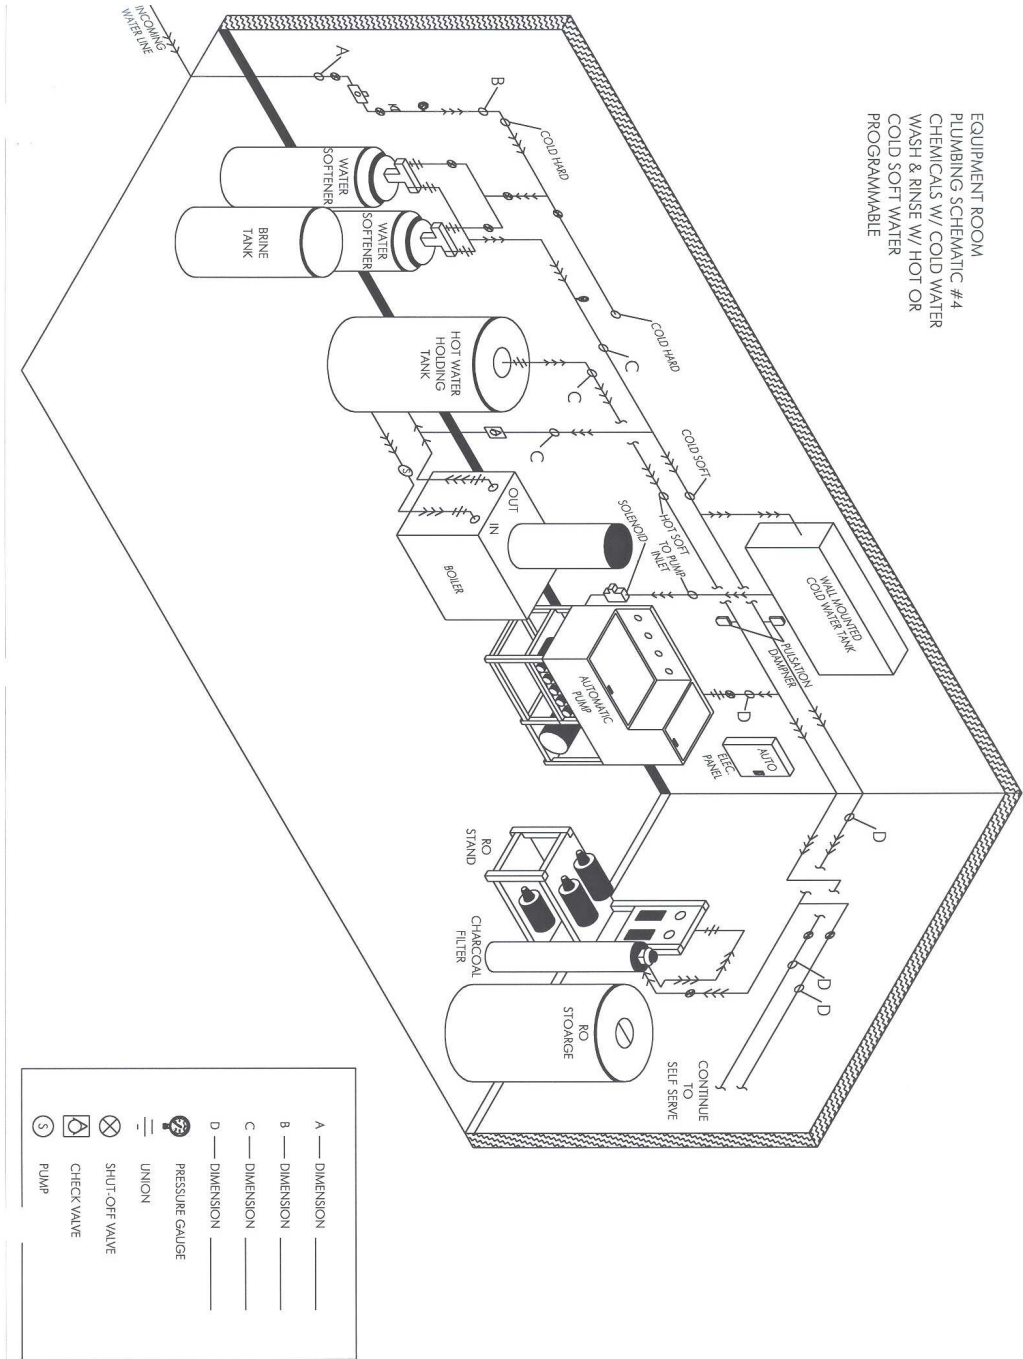 EQUIPMENT ROOM
PLUMBING SCHEMATIC #4
CHEMICALS W/ COLD WATER
WASH & RINSE W/ HOT OR
COLD SOFT WATER
PROGRAMMABLE
INCOMING
WATER LINE
A
B
COLD HARD
COLD HARD
WATER
SOFTENER
WATER
SOFTENER
BRINE
TANK
C
C
C
HOT WATER
HOLDING
TANK
COLD SOFT
HOT SOFT
TO PUMP
INLET
SOLENOID
S
OUT
IN
BOILER
WALL MOUNTED
COLD WATER TANK
PULSATION
DAMPNER
D
AUTOMATIC
PUMP
AUTO
ELEC.
PANEL
D
D
D
RO
STAND
CHARCOAL
FILTER
RO
STOARGE
CONTINUE
TO
SELF SERVE
A — DIMENSION
B — DIMENSION
C — DIMENSION
D — DIMENSION
PRESSURE GAUGE
UNION
SHUT-OFF VALVE
CHECK VALVE
S PUMP